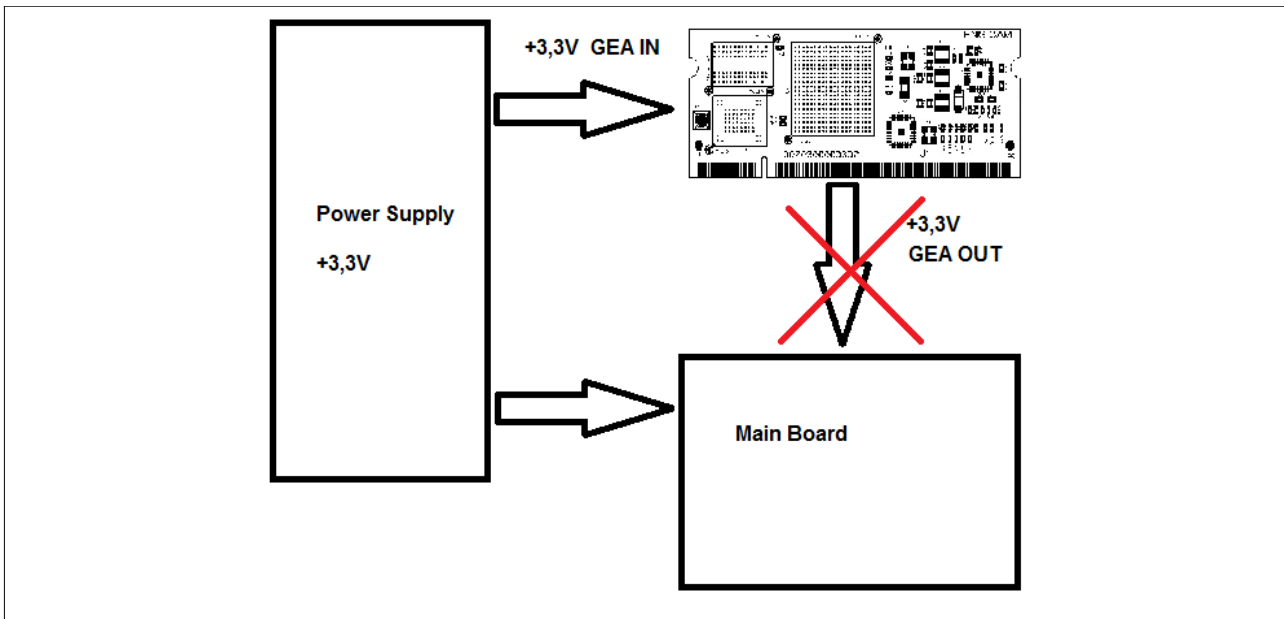 +3,3V GEA IN
Power Supply
+3,3V
+3,3V
GEA OUT
Main Board